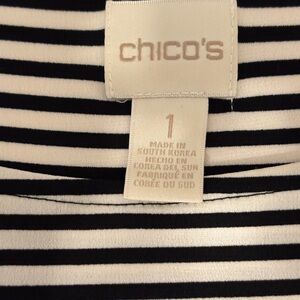 chico's
1
MADE IN
SOUTH KOREA
HECHO EN
COREA DEL SUR
FABRIQUÉ EN
CORÉE DU SUD